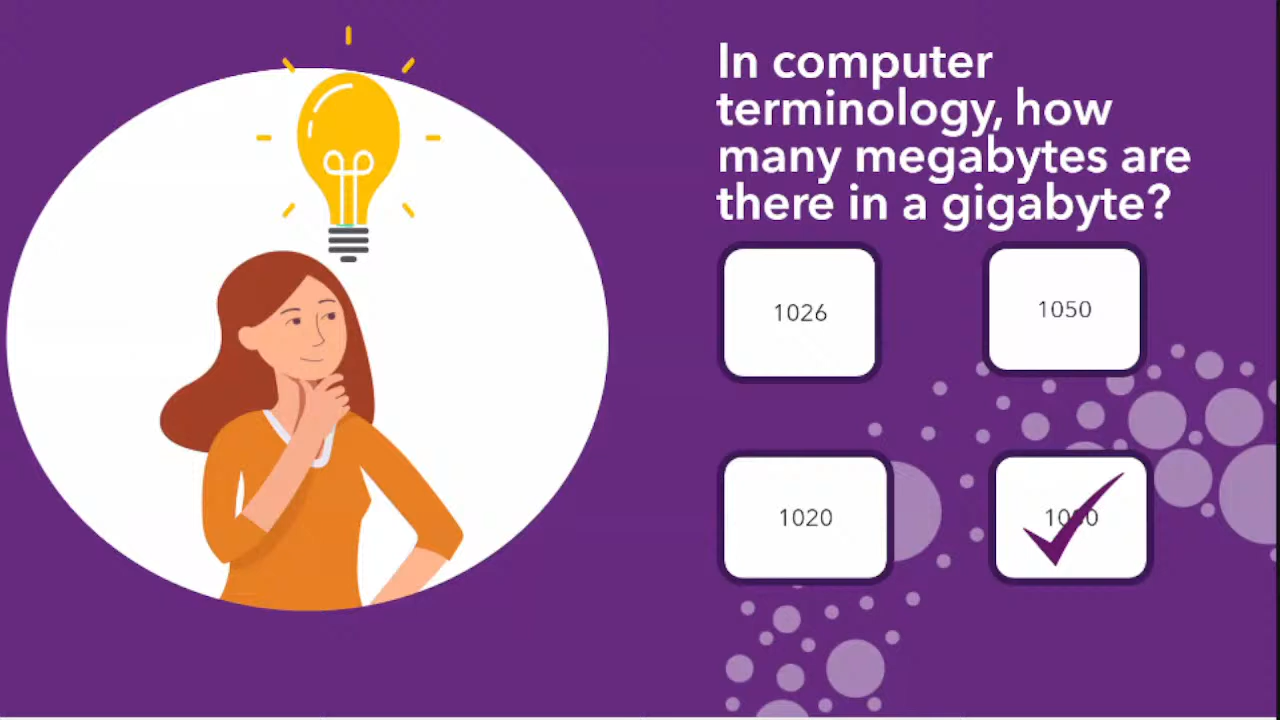 In computer
terminology, how
many megabytes are
there in a gigabyte?
1026
1050
1020